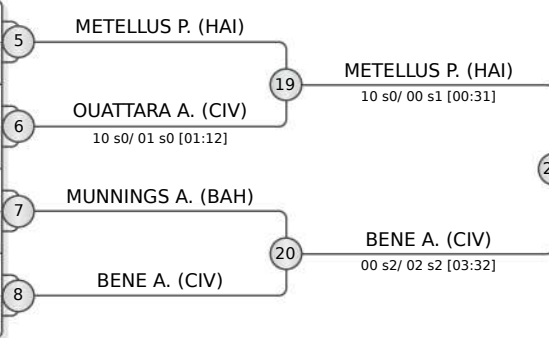 METELLUS P. (HAI)
5
19
METELLUS P. (HAI)
10 s0/ 00 s1 [00:31]
OUATTARA A. (CIV)
6
10 s0/ 01 s0 [01:12]
MUNNINGS A. (BAH)
7
20
BENE A. (CIV)
00 s2/ 02 s2 [03:32]
BENE A. (CIV)
8